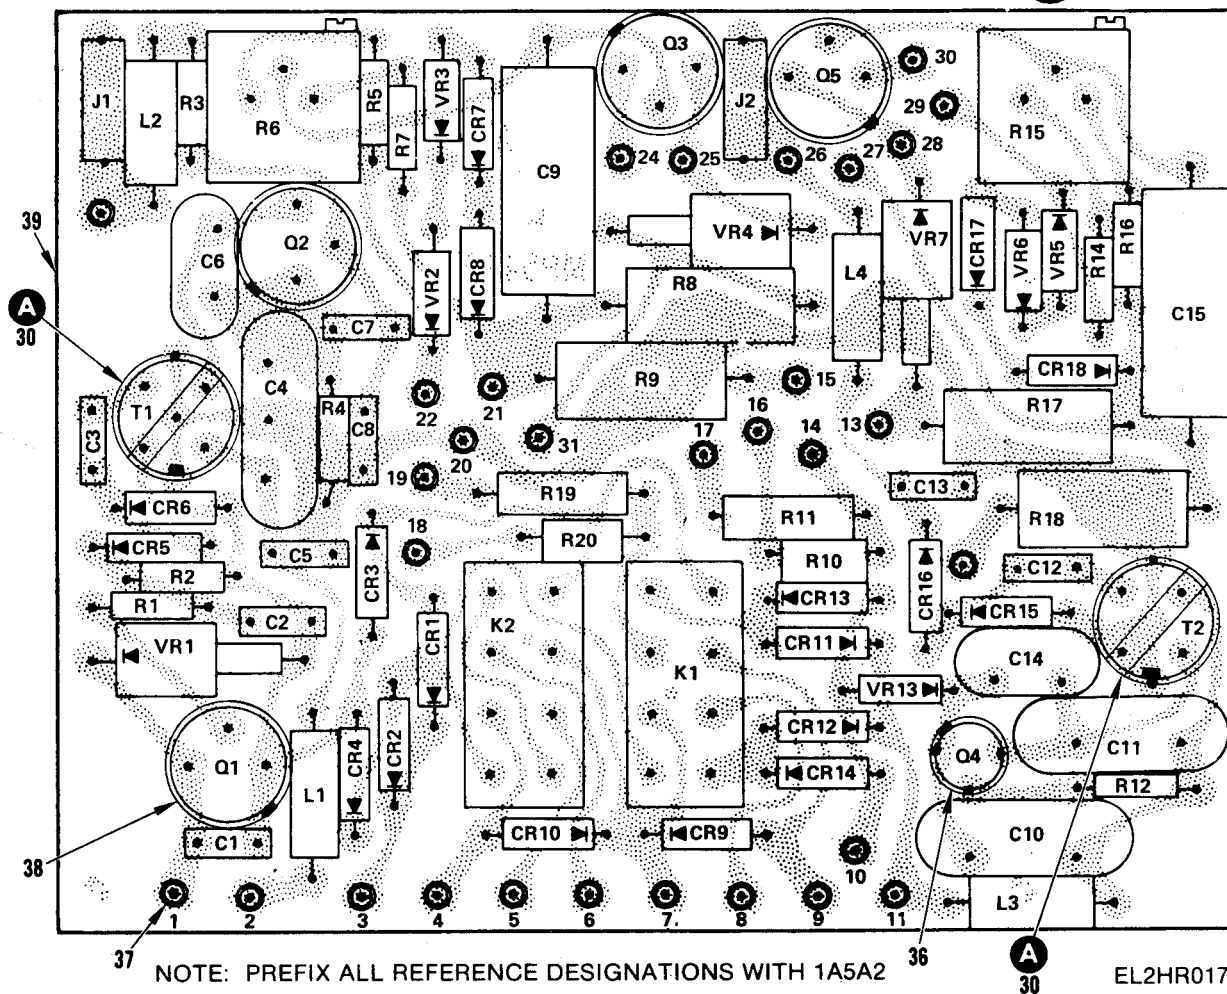 J1
L2
R3
R6
R5
R7
VR3
CR7
C9
Q3
J2
Q5
30
29
28
27
26
25
24
R15
39
A
30
C6
Q2
VR2
CR8
VR4
R8
L4
VR7
CR17
VR6
VR5
R14
R16
C15
C7
T1
C4
R4
C8
C3
22
21
R9
15
CR18
R17
16
14
13
17
31
20
19
CR6
R19
C13
R11
R18
CR5
C5
18
CR3
R20
R10
CR16
C12
R2
R1
C2
CR13
CR15
T2
VR1
CR1
K2
K1
CR11
C14
VR13
Q1
L1
CR4
CR2
CR12
Q4
C11
CR14
R12
C1
CR10
CR9
C10
10
38
1
2
3
4
5
6
7.
8
9
11
L3
37
36
A
30
NOTE: PREFIX ALL REFERENCE DESIGNATIONS WITH 1A5A2
EL2HR017